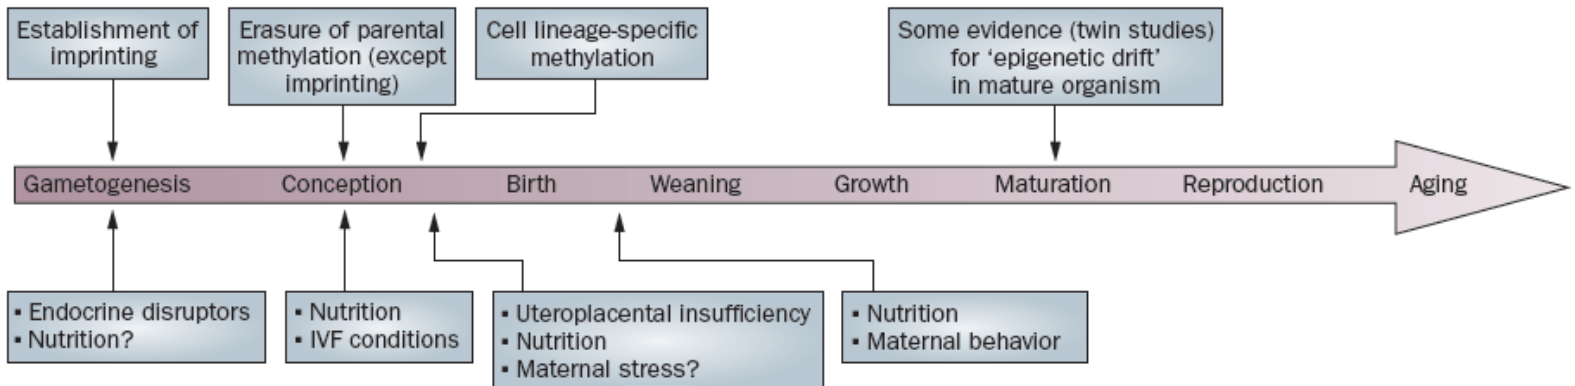 Establishment of
imprinting
Erasure of parental
methylation (except
imprinting)
Cell lineage-specific
methylation
Some evidence (twin studies)
for ‘epigenetic drift’
in mature organism
Gametogenesis Conception Birth Weaning Growth Maturation Reproduction Aging
▪ Endocrine disruptors
▪ Nutrition?
▪ Nutrition
▪ IVF conditions
▪ Uteroplacental insufficiency
▪ Nutrition
▪ Maternal stress?
▪ Nutrition
▪ Maternal behavior